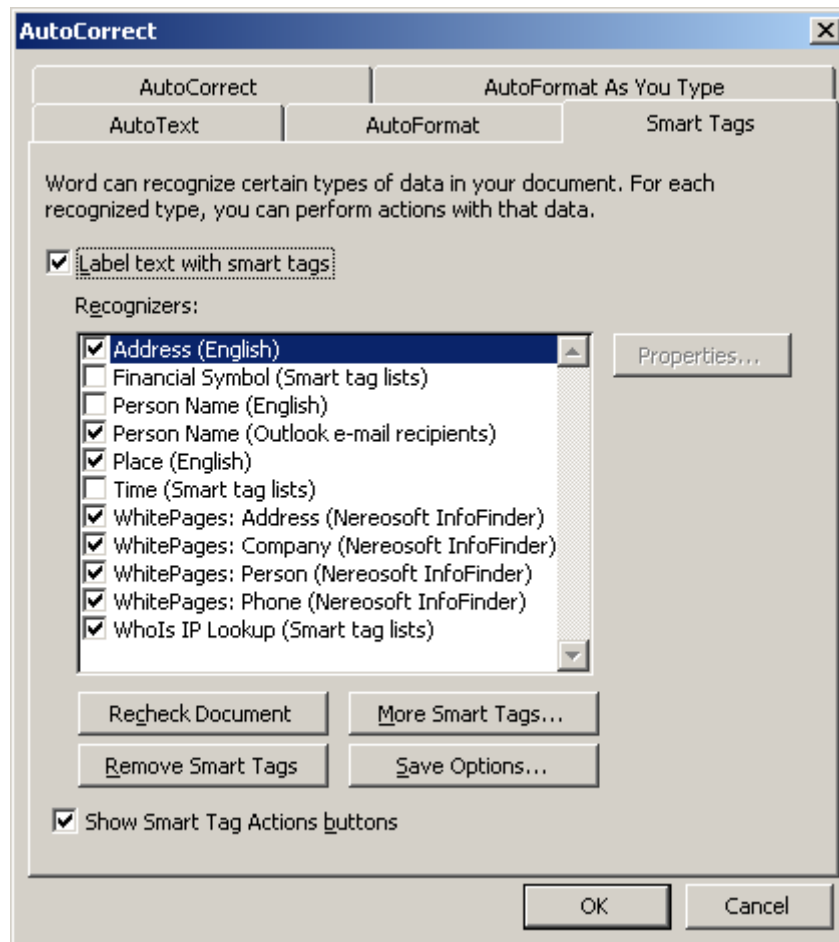 AutoCorrect
AutoCorrect
AutoFormat As You Type
AutoText
AutoFormat
Smart Tags
Word can recognize certain types of data in your document. For each
recognized type, you can perform actions with that data.
Label text with smart tags
Recognizers:
Address (English)
Financial Symbol (Smart tag lists)
Person Name (English)
Person Name (Outlook e-mail recipients)
Place (English)
Time (Smart tag lists)
WhitePages: Address (Nereosoft InfoFinder)
WhitePages: Company (Nereosoft InfoFinder)
WhitePages: Person (Nereosoft InfoFinder)
WhitePages: Phone (Nereosoft InfoFinder)
WhoIs IP Lookup (Smart tag lists)
Properties...
Recheck Document
More Smart Tags...
Remove Smart Tags
Save Options...
Show Smart Tag Actions buttons
OK
Cancel